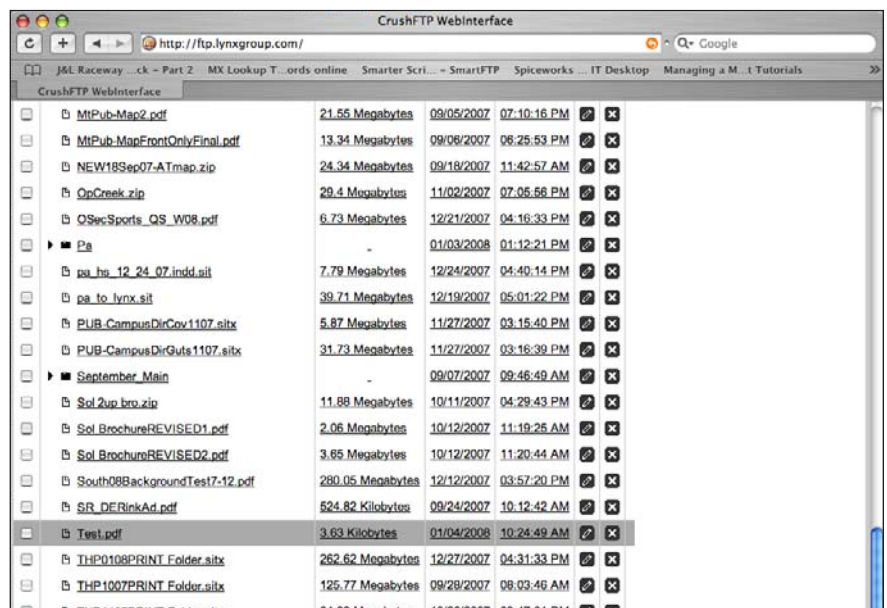 CrushFTP WebInterface
http://ftp.lynxgroup.com/ Google
J&L Raceway ...ck – Part 2 MX Lookup T...ords online Smarter Scri... – SmartFTP Spiceworks ... IT Desktop Managing a M...t Tutorials
CrushFTP WebInterface
MtPub-Map2.pdf 21.55 Megabytes 09/05/2007 07:10:16 PM
MtPub-MapFrontOnlyFinal.pdf 13.34 Megabytes 09/06/2007 06:25:53 PM
NEW18Sep07-ATmap.zip 24.34 Megabytes 09/18/2007 11:42:57 AM
OpCreek.zip 29.4 Megabytes 11/02/2007 07:05:56 PM
OSecSports_QS_W08.pdf 6.73 Megabytes 12/21/2007 04:16:33 PM
Pa - 01/03/2008 01:12:21 PM
pa_hs_12_24_07.indd.sit 7.79 Megabytes 12/24/2007 04:40:14 PM
pa_to_lynx.sit 39.71 Megabytes 12/19/2007 05:01:22 PM
PUB-CampusDirCov1107.sitx 5.87 Megabytes 11/27/2007 03:15:40 PM
PUB-CampusDirGuts1107.sitx 31.73 Megabytes 11/27/2007 03:16:39 PM
September_Main - 09/07/2007 09:46:49 AM
Sol 2up bro.zip 11.88 Megabytes 10/11/2007 04:29:43 PM
Sol BrochureREVISED1.pdf 2.06 Megabytes 10/12/2007 11:19:25 AM
Sol BrochureREVISED2.pdf 3.65 Megabytes 10/12/2007 11:20:44 AM
South08BackgroundTest7-12.pdf 280.05 Megabytes 12/12/2007 03:57:20 PM
SR_DERinkAd.pdf 524.82 Kilobytes 09/24/2007 10:12:42 AM
Test.pdf 3.63 Kilobytes 01/04/2008 10:24:49 AM
THP0108PRINT Folder.sitx 262.62 Megabytes 12/27/2007 04:31:33 PM
THP1007PRINT Folder.sitx 125.77 Megabytes 09/28/2007 08:03:46 AM